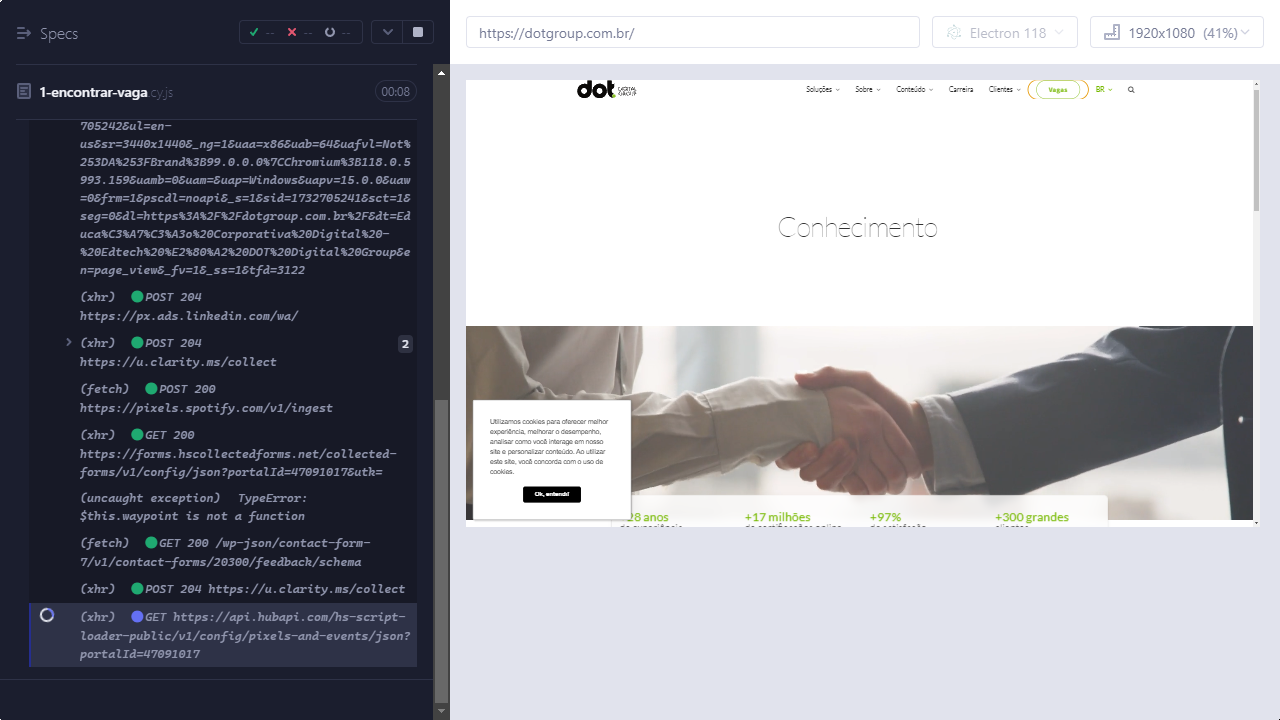 Specs
--
--
--
https://dotgroup.com.br/
Electron 118
1920x1080 (41%)
1-encontrar-vaga.cy.js
00:08
705242&ul=en-
us&sr=3440x1440&_ng=1&uaa=x86&uab=64&uafvl=Not%
253DA%253FBrand%3B99.0.0.0%7CChromium%3B118.0.5
993.159&uamb=0&uam=&uap=Windows&uapv=15.0.0&uaw
=0&frm=1&pscdl=noapi&_s=1&sid=1732705241&sct=1&
seg=0&dl=https%3A%2F%2Fdotgroup.com.br%2F&dt=Ed
uca%C3%A7%C3%A3o%20Corporativa%20Digital%20-
%20Edtech%20%E2%80%A2%20DOT%20Digital%20Group&e
n=page_view&_fv=1&_ss=1&tfd=3122
(xhr) POST 204
https://px.ads.linkedin.com/wa/
(xhr) POST 204
2
https://u.clarity.ms/collect
(fetch) POST 200
https://pixels.spotify.com/v1/ingest
(xhr) GET 200
https://forms.hscollectedforms.net/collected-
forms/v1/config/json?portalId=47091017&utk=
(uncaught exception) TypeError:
$this.waypoint is not a function
(fetch) GET 200 /wp-json/contact-form-
7/v1/contact-forms/20300/feedback/schema
(xhr) POST 204 https://u.clarity.ms/collect
(xhr) GET https://api.hubapi.com/hs-script-
loader-public/v1/config/pixels-and-events/json?
portalId=47091017
dot DIGITAL GROUP
Soluções
Sobre
Conteúdo
Carreira
Clientes
Vagas
BR
Conhecimento
Utilizamos cookies para oferecer melhor
experiência, melhorar o desempenho,
analisar como você interage em nosso
site e personalizar conteúdo. Ao utilizar
este site, você concorda com o uso de
cookies.
Ok, entendi!
28 anos
+17 milhões
+97%
+300 grandes